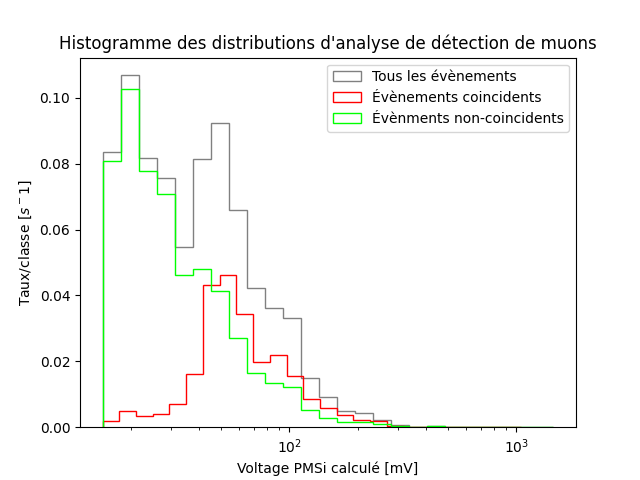 Histogramme des distributions d'analyse de détection de muons
Tous les évènements
Évènements coincidents
Évènments non-coincidents
Taux/classe [s⁻1]
0.10
0.08
0.06
0.04
0.02
0.00
10² 10³
Voltage PMSi calculé [mV]